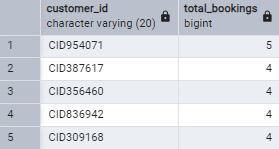 customer_id total_bookings
character varying (20) bigint
1 CID954071 5
2 CID387617 4
3 CID356460 4
4 CID836942 4
5 CID309168 4